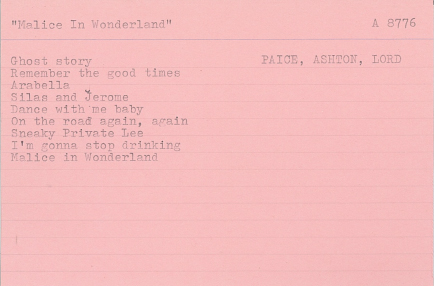 "Malice In Wonderland" A 8776
Ghost story PAICE, ASHTON, LORD
Remember the good times
Arabella
Silas and Jerome
Dance with me baby
On the road again, again
Sneaky Private Lee
I'm gonna stop drinking
Malice in Wonderland